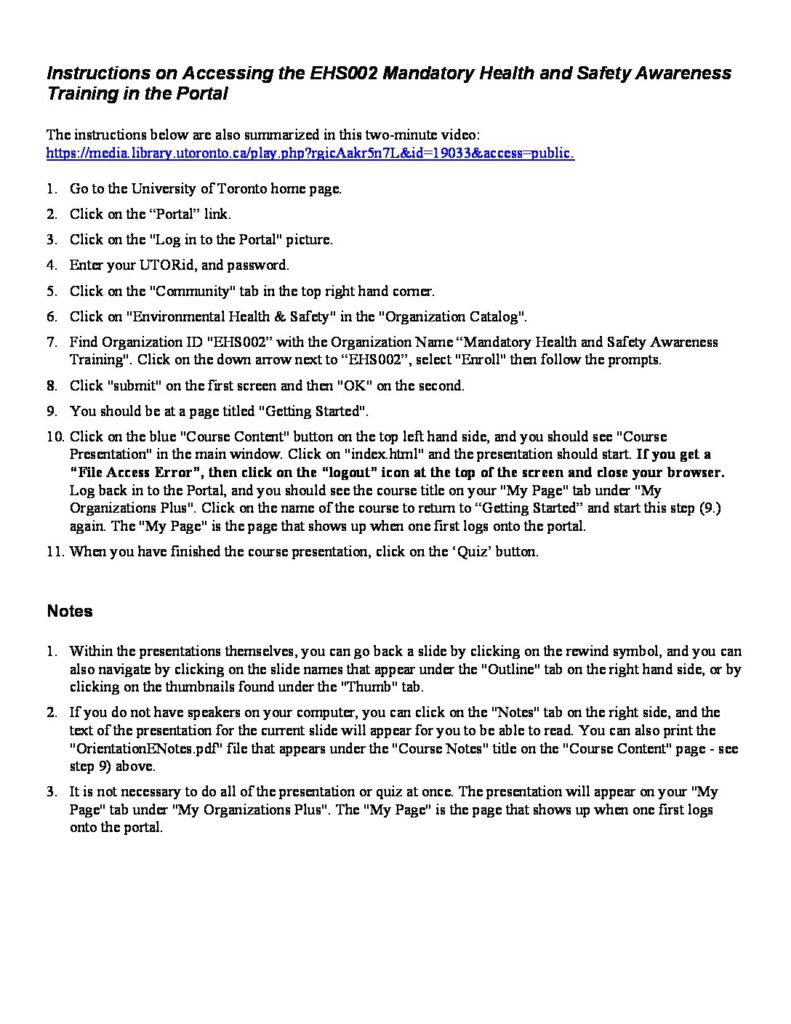 Instructions on Accessing the EHS002 Mandatory Health and Safety Awareness
Training in the Portal
The instructions below are also summarized in this two-minute video:
https://media.library.utoronto.ca/play.php?rgicAakr5n7L&id=19033&access=public.
1. Go to the University of Toronto home page.
2. Click on the “Portal” link.
3. Click on the "Log in to the Portal" picture.
4. Enter your UTORid, and password.
5. Click on the "Community" tab in the top right hand corner.
6. Click on "Environmental Health & Safety" in the "Organization Catalog".
7. Find Organization ID "EHS002” with the Organization Name “Mandatory Health and Safety Awareness
Training". Click on the down arrow next to “EHS002”, select "Enroll" then follow the prompts.
8. Click "submit" on the first screen and then "OK" on the second.
9. You should be at a page titled "Getting Started".
10. Click on the blue "Course Content" button on the top left hand side, and you should see "Course
Presentation" in the main window. Click on "index.html" and the presentation should start. If you get a
“File Access Error”, then click on the “logout” icon at the top of the screen and close your browser.
Log back in to the Portal, and you should see the course title on your "My Page" tab under "My
Organizations Plus". Click on the name of the course to return to “Getting Started” and start this step (9.)
again. The "My Page" is the page that shows up when one first logs onto the portal.
11. When you have finished the course presentation, click on the ‘Quiz’ button.
Notes
1. Within the presentations themselves, you can go back a slide by clicking on the rewind symbol, and you can
also navigate by clicking on the slide names that appear under the "Outline" tab on the right hand side, or by
clicking on the thumbnails found under the "Thumb" tab.
2. If you do not have speakers on your computer, you can click on the "Notes" tab on the right side, and the
text of the presentation for the current slide will appear for you to be able to read. You can also print the
"OrientationENotes.pdf" file that appears under the "Course Notes" title on the "Course Content" page - see
step 9) above.
3. It is not necessary to do all of the presentation or quiz at once. The presentation will appear on your "My
Page" tab under "My Organizations Plus". The "My Page" is the page that shows up when one first logs
onto the portal.